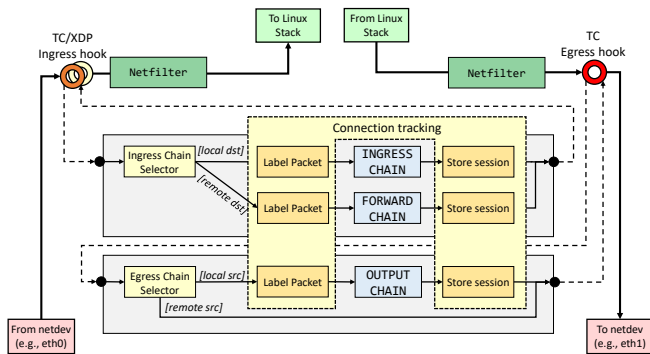 TC/XDP
Ingress hook
To Linux
Stack
From Linux
Stack
TC
Egress hook
Netfilter
Netfilter
Connection tracking
Ingress Chain
Selector
[local dst]
[remote dst]
Label Packet
INGRESS
CHAIN
Store session
Label Packet
FORWARD
CHAIN
Store session
Egress Chain
Selector
[local src]
[remote src]
Label Packet
OUTPUT
CHAIN
Store session
From netdev
(e.g., eth0)
To netdev
(e.g., eth1)